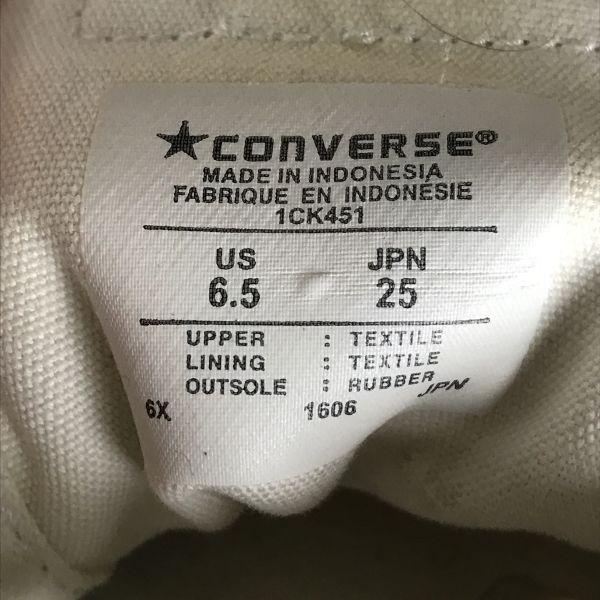 ★CONVERSE®
MADE IN INDONESIA
FABRIQUE EN INDONÉSIE
1CK451
US JPN
6.5 25
UPPER : TEXTILE
LINING : TEXTILE
OUTSOLE : RUBBER
6X 1606 JPN